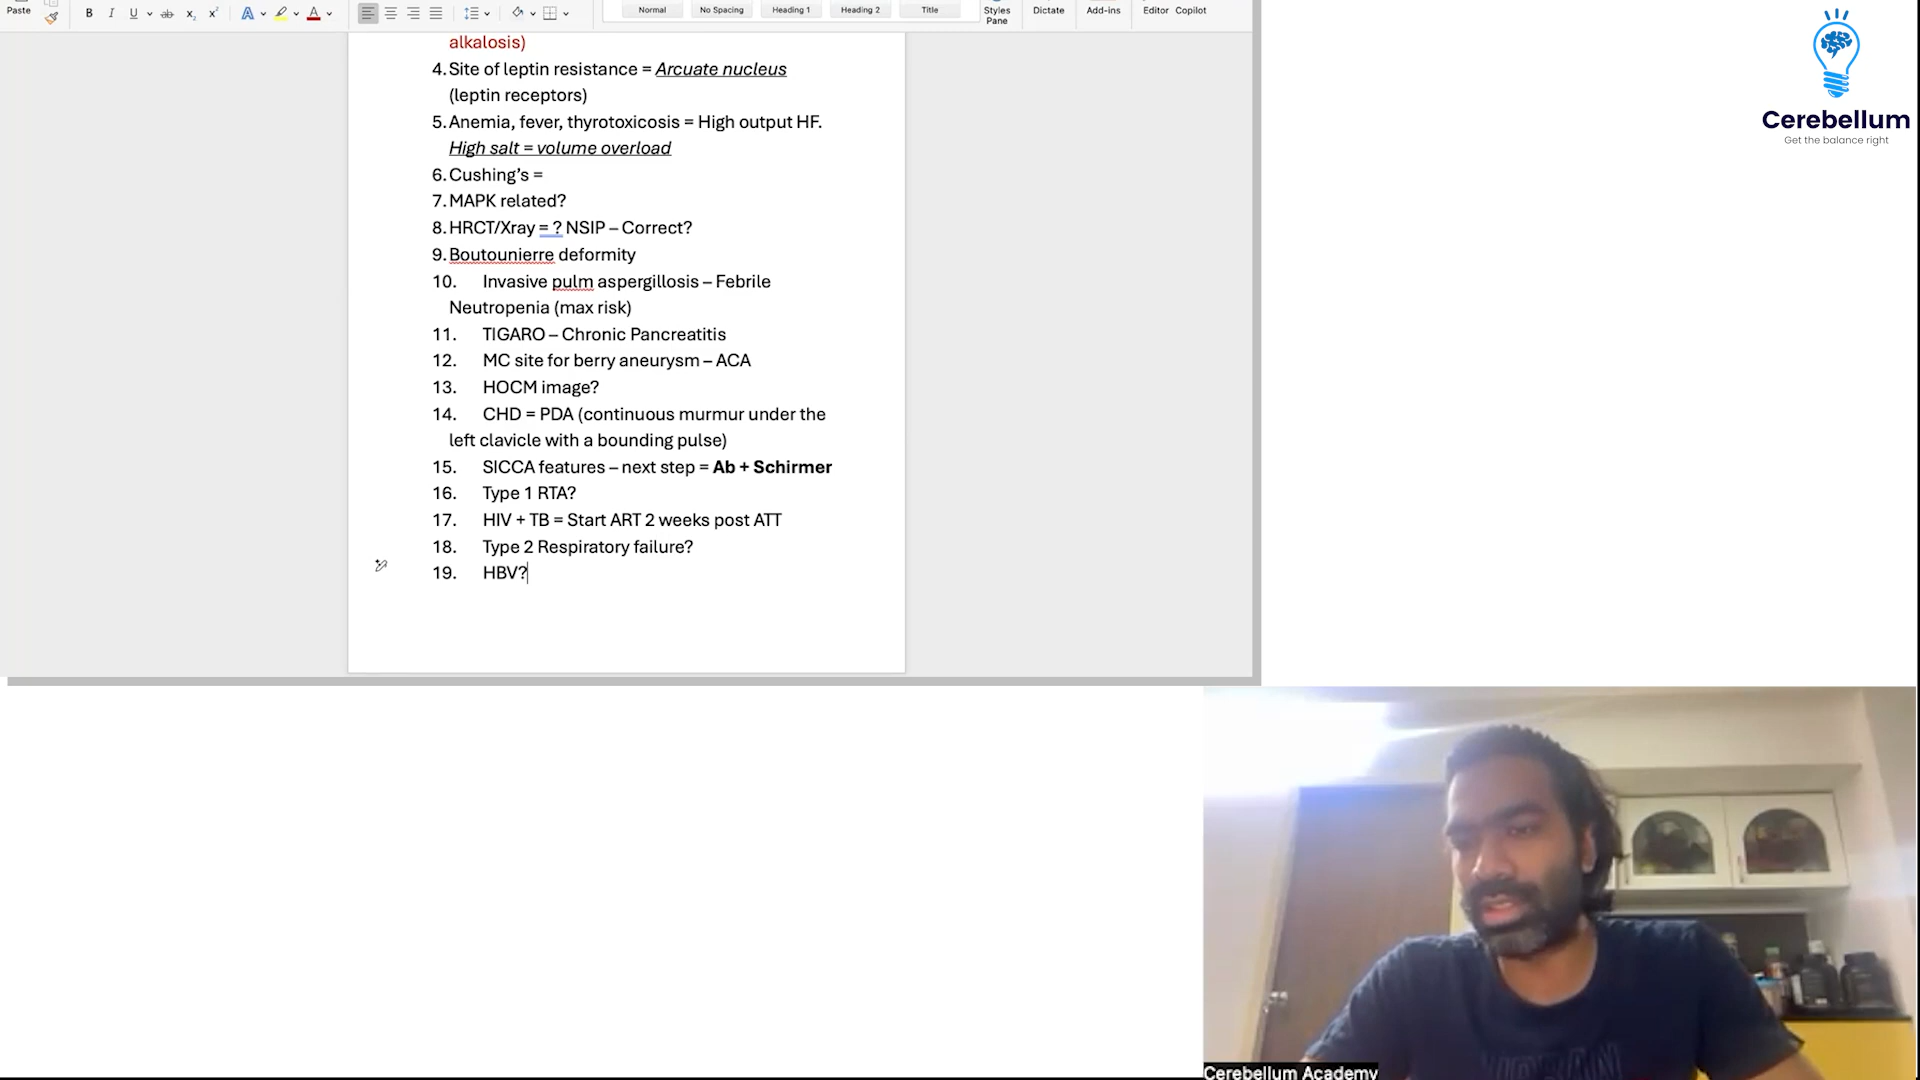 Paste
B I U ab x₂ x² A A
Normal No Spacing Heading 1 Heading 2 Title
Styles
Pane
Dictate Add-ins Editor Copilot
alkalosis)
4. Site of leptin resistance = Arcuate nucleus
(leptin receptors)
5. Anemia, fever, thyrotoxicosis = High output HF.
High salt = volume overload
6. Cushing’s =
7. MAPK related?
8. HRCT/Xray = ? NSIP – Correct?
9. Boutounierre deformity
10. Invasive pulm aspergillosis – Febrile
Neutropenia (max risk)
11. TIGARO – Chronic Pancreatitis
12. MC site for berry aneurysm – ACA
13. HOCM image?
14. CHD = PDA (continuous murmur under the
left clavicle with a bounding pulse)
15. SICCA features – next step = Ab + Schirmer
16. Type 1 RTA?
17. HIV + TB = Start ART 2 weeks post ATT
18. Type 2 Respiratory failure?
19. HBV?
Cerebellum
Get the balance right
Cerebellum Academy